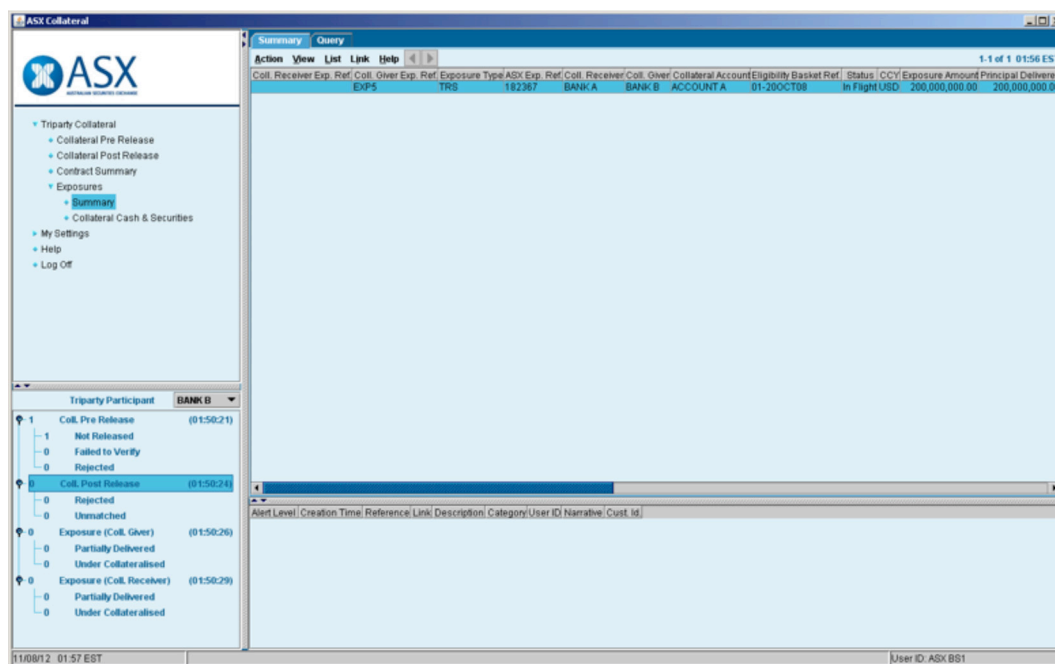 ASX Collateral
ASX
AUSTRALIAN SECURITIES EXCHANGE
Triparty Collateral
Collateral Pre Release
Collateral Post Release
Contract Summary
Exposures
Summary
Collateral Cash & Securities
My Settings
Help
Log Off
Triparty Participant BANK B
1 Coll. Pre Release (01:50:21)
1 Not Released
0 Failed to Verify
0 Rejected
0 Coll. Post Release (01:50:24)
0 Rejected
0 Unmatched
0 Exposure (Coll. Giver) (01:50:26)
0 Partially Delivered
0 Under Collateralised
0 Exposure (Coll. Receiver) (01:50:29)
0 Partially Delivered
0 Under Collateralised
Summary Query
Action View List Link Help 1-1 of 1 01:56 ES
Coll. Receiver Exp. Ref. Coll. Giver Exp. Ref. Exposure Type ASX Exp. Ref. Coll. Receiver Coll. Giver Collateral Account Eligibility Basket Ref. Status CCY Exposure Amount Principal Delivere
EXP5 TRS 182367 BANK A BANK B ACCOUNT A 01-20OCT08 In Flight USD 200,000,000.00 200,000,000.0
Alert Level Creation Time Reference Link Description Category User ID Narrative Cust. Id.
11/08/12 01:57 EST User ID: ASX BS1